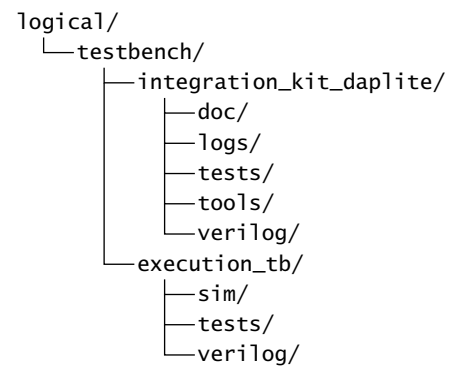 logical/
testbench/
integration_kit_daplite/
doc/
logs/
tests/
tools/
verilog/
execution_tb/
sim/
tests/
verilog/